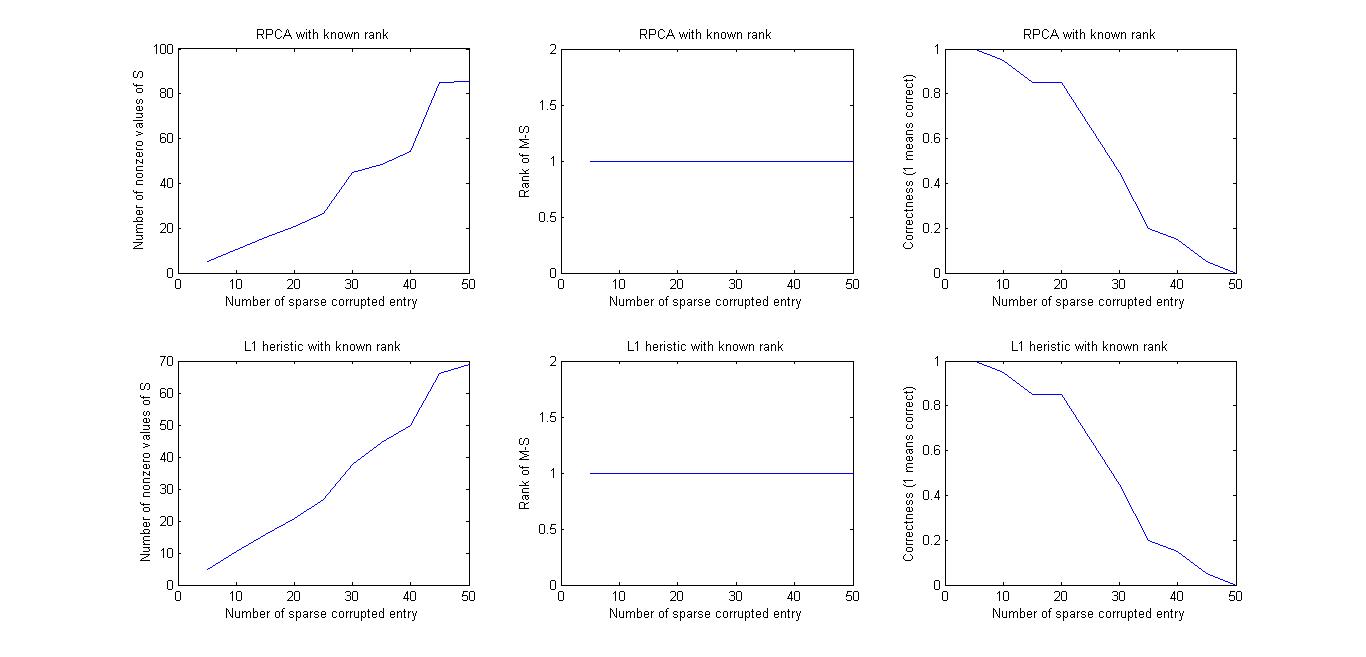 RPCA with known rank
100
80
60
40
20
0
Number of nonzero values of S
0 10 20 30 40 50
Number of sparse corrupted entry
RPCA with known rank
2
1.5
1
0.5
0
Rank of M-S
0 10 20 30 40 50
Number of sparse corrupted entry
RPCA with known rank
1
0.8
0.6
0.4
0.2
0
Correctness (1 means correct)
0 10 20 30 40 50
Number of sparse corrupted entry
L1 heristic with known rank
70
60
50
40
30
20
10
0
Number of nonzero values of S
0 10 20 30 40 50
Number of sparse corrupted entry
L1 heristic with known rank
2
1.5
1
0.5
0
Rank of M-S
0 10 20 30 40 50
Number of sparse corrupted entry
L1 heristic with known rank
1
0.8
0.6
0.4
0.2
0
Correctness (1 means correct)
0 10 20 30 40 50
Number of sparse corrupted entry